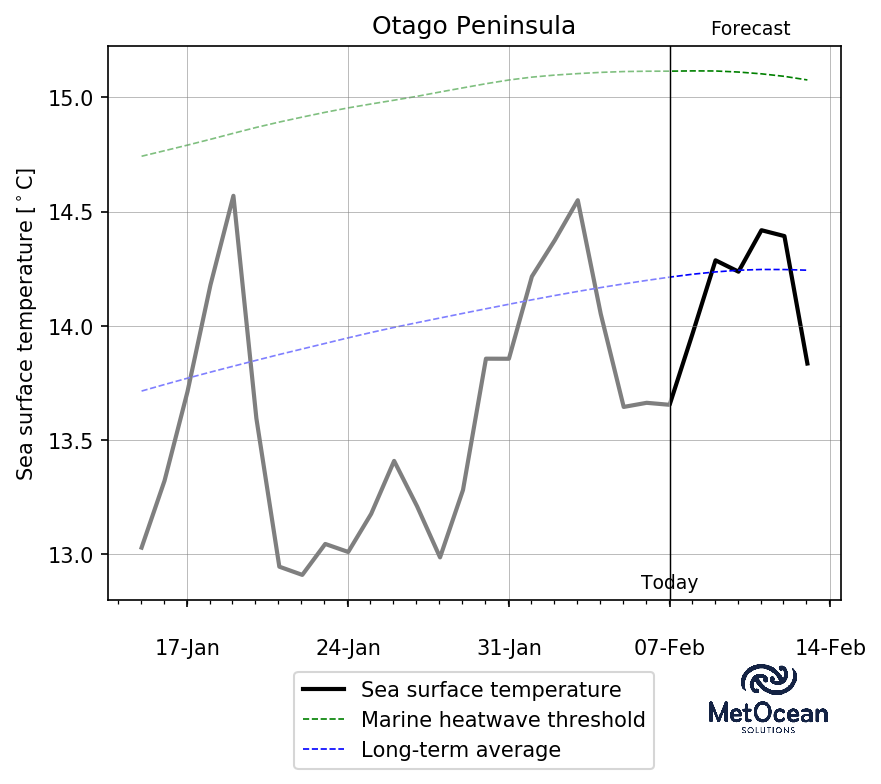 Otago Peninsula
Forecast
Sea surface temperature [°C]
15.0
14.5
14.0
13.5
13.0
Today
17-Jan 24-Jan 31-Jan 07-Feb 14-Feb
Sea surface temperature
Marine heatwave threshold
Long-term average
MetOcean
SOLUTIONS